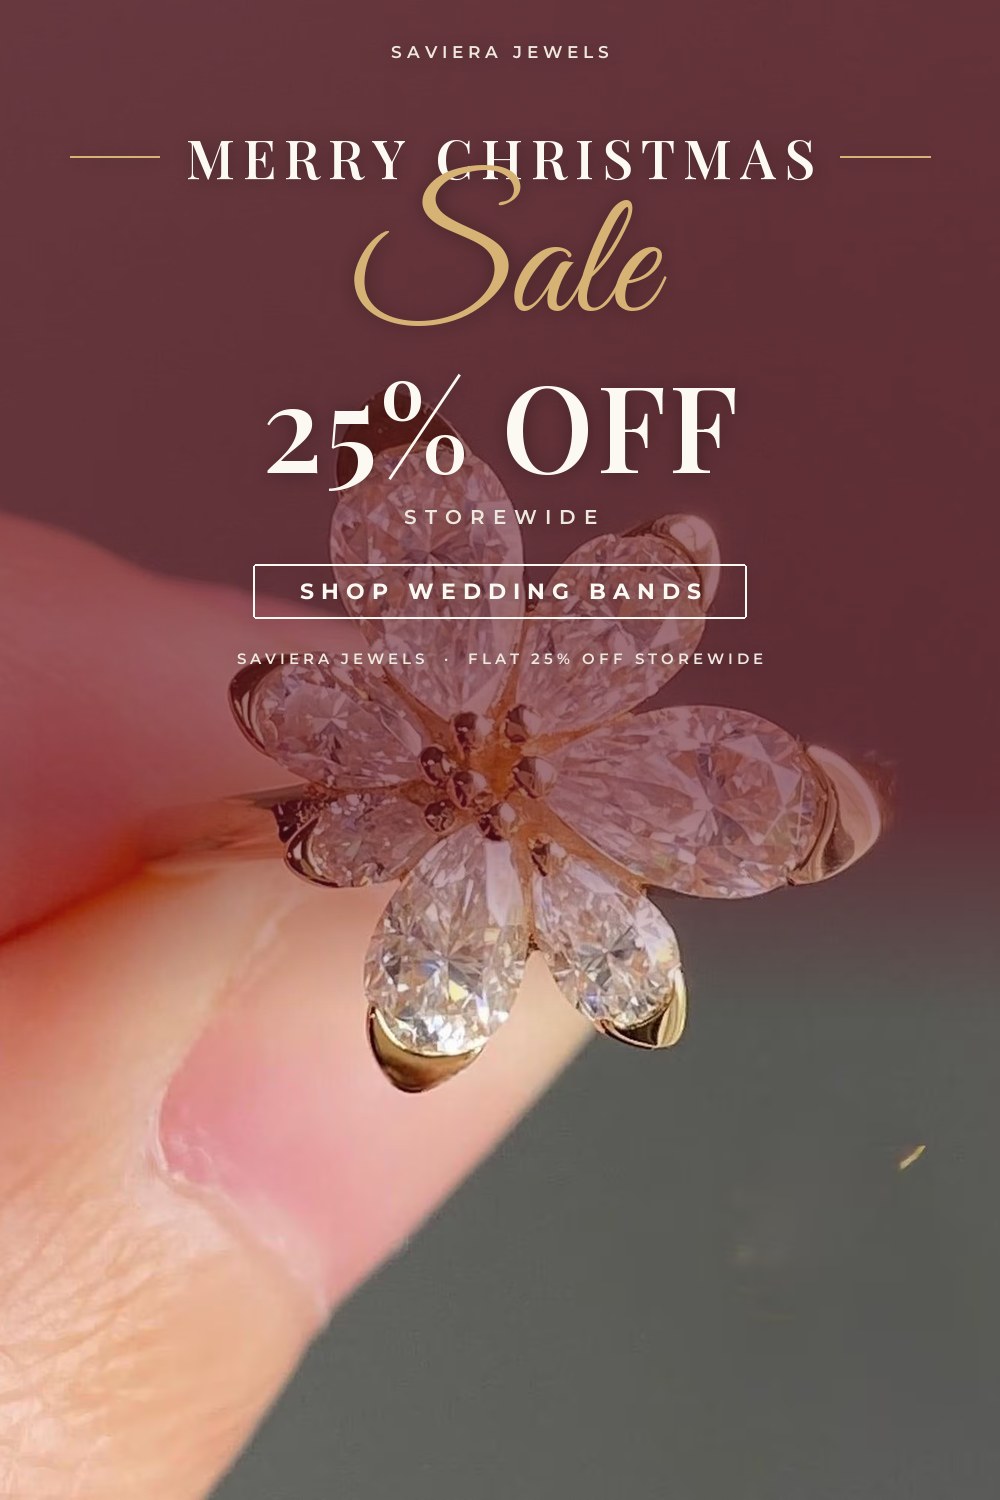 SAVIERA JEWELS
MERRY CHRISTMAS
Sale
25% OFF
STOREWIDE
SHOP WEDDING BANDS
SAVIERA JEWELS · FLAT 25% OFF STOREWIDE